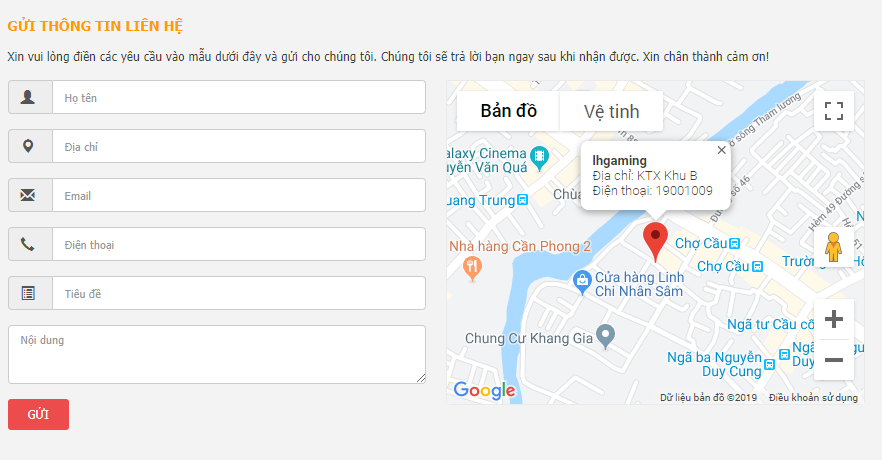 GỬI THÔNG TIN LIÊN HỆ
Xin vui lòng điền các yêu cầu vào mẫu dưới đây và gửi cho chúng tôi. Chúng tôi sẽ trả lời bạn ngay sau khi nhận được. Xin chân thành cảm ơn!
Họ tên
Địa chỉ
Email
Điện thoại
Tiêu đề
Nội dung
GỬI
Bản đồ
Vệ tinh
lhgaming
Địa chỉ: KTX Khu B
Điện thoại: 19001009
alaxy Cinema
uyễn Văn Quá
Chùa
uang Trung
Nhà hàng Cần Phong 2
Cửa hàng Linh
Chi Nhân Sâm
Chung Cư Khang Gia
Chợ Cầu
Chợ Cầu
o sông Tham lương
Đường số 46
Hẻm 49 Đường s
Trường
Ngã tư Cầu cố
Ngã ba Nguyễn
Duy Cung
Ngã
Nguy
Duy
Google
Dữ liệu bản đồ ©2019
Điều khoản sử dụng